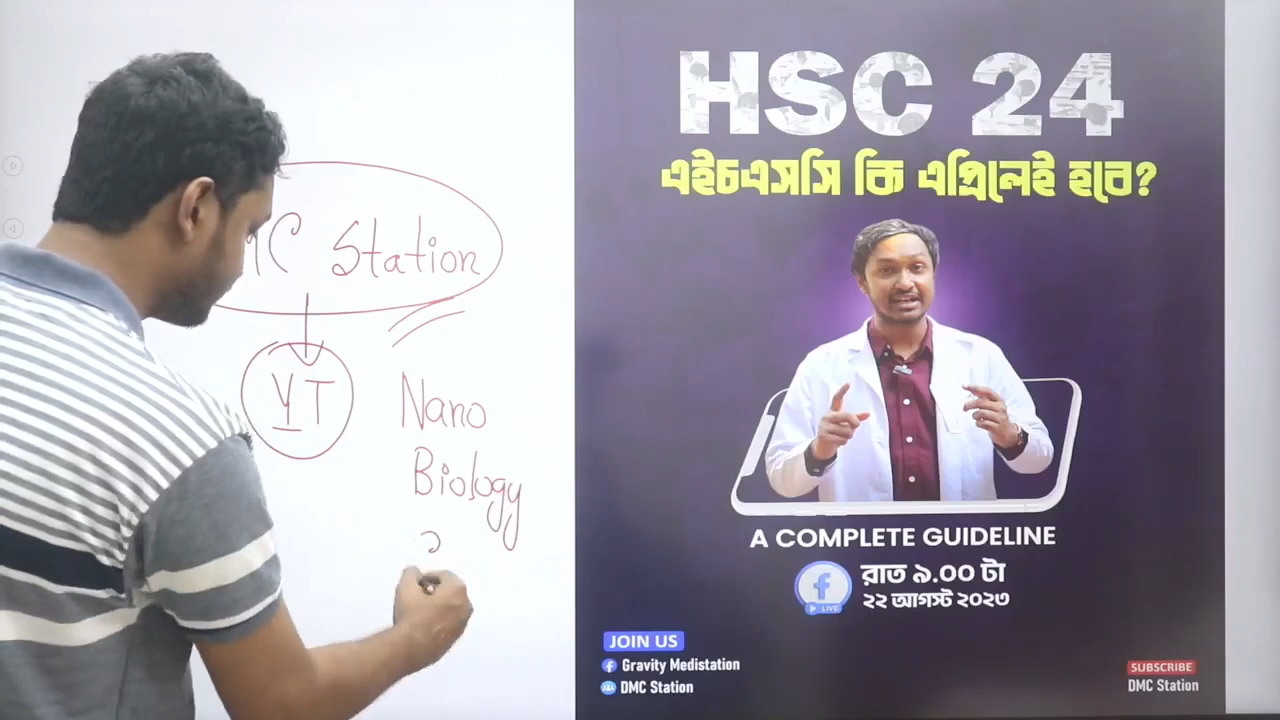 MC Station
YT
Nano
Biology
HSC 24
এইচএসসি কি এপ্রিলেই হবে?
A COMPLETE GUIDELINE
রাত ৯.০০ টা
LIVE
২২ আগস্ট ২০২৩
JOIN US
Gravity Medistation
DMC Station
SUBSCRIBE
DMC Station